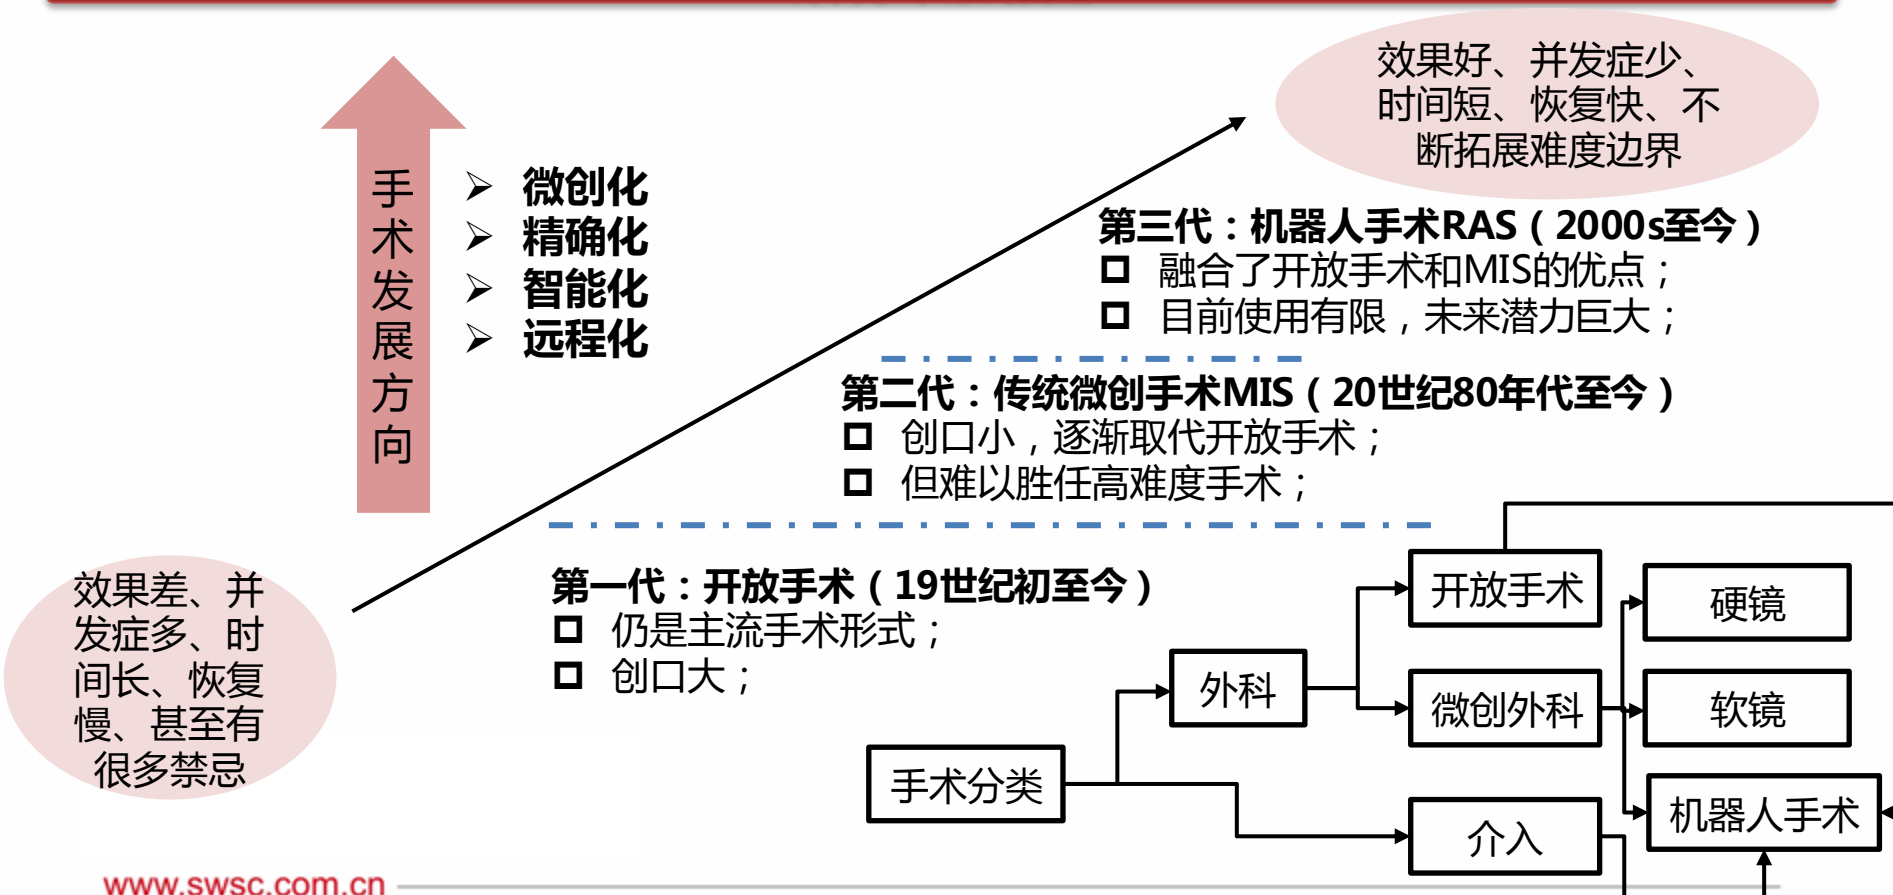 效果好、并发症少、
时间短、恢复快、不
断拓展难度边界
手
术
发
展
方
向
➢ 微创化
➢ 精确化
➢ 智能化
➢ 远程化
第三代：机器人手术RAS（2000s至今）
融合了开放手术和MIS的优点；
目前使用有限，未来潜力巨大；
第二代：传统微创手术MIS（20世纪80年代至今）
创口小，逐渐取代开放手术；
但难以胜任高难度手术；
第一代：开放手术（19世纪初至今）
仍是主流手术形式；
创口大；
效果差、并
发症多、时
间长、恢复
慢、甚至有
很多禁忌
手术分类
外科
介入
开放手术
微创外科
硬镜
软镜
机器人手术
www.swsc.com.cn